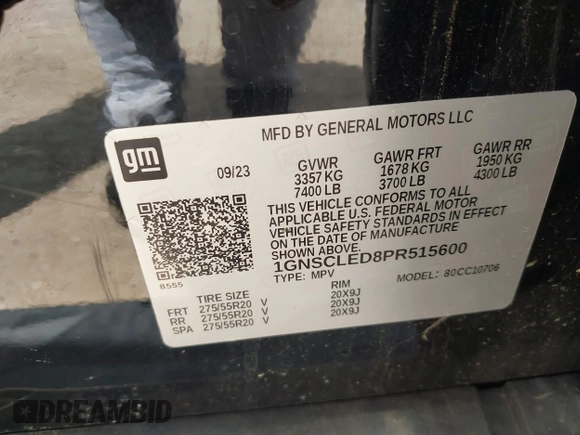 MFD BY GENERAL MOTORS LLC
gm
09/23
GVWR GAWR FRT GAWR RR
3357 KG 1678 KG 1950 KG
7400 LB 3700 LB 4300 LB
THIS VEHICLE CONFORMS TO ALL
APPLICABLE U.S. FEDERAL MOTOR
VEHICLE SAFETY STANDARDS IN EFFECT
ON THE DATE OF MANUFACTURE
SHOWN ABOVE.
1GNSCLED8PR515600
8555
TYPE: MPV MODEL: 80CC10706
TIRE SIZE RIM
FRT 275/55R20 V 20X9J
RR 275/55R20 V 20X9J
SPA 275/55R20 V 20X9J
DREAMBID